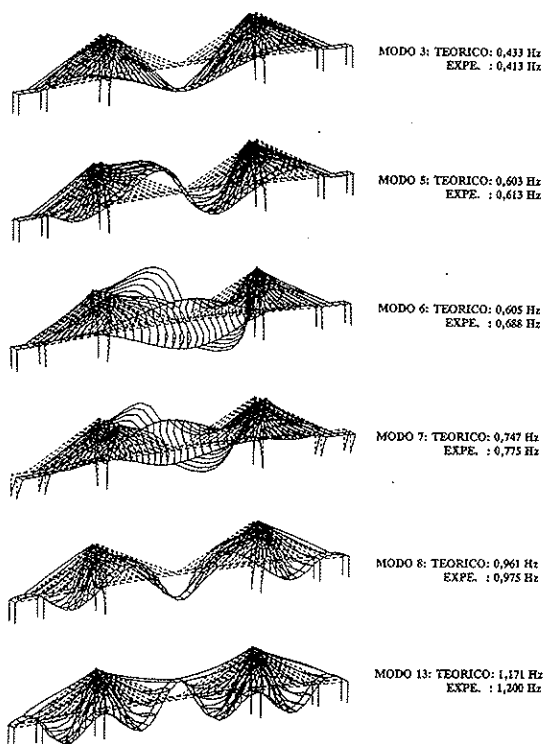 MODO 3: TEORICO: 0,433 Hz
EXPE. : 0,413 Hz
MODO 5: TEORICO: 0,603 Hz
EXPE. : 0,613 Hz
MODO 6: TEORICO: 0,605 Hz
EXPE. : 0,688 Hz
MODO 7: TEORICO: 0,747 Hz
EXPE. : 0,775 Hz
MODO 8: TEORICO: 0,961 Hz
EXPE. : 0,975 Hz
MODO 13: TEORICO: 1,171 Hz
EXPE. : 1,200 Hz